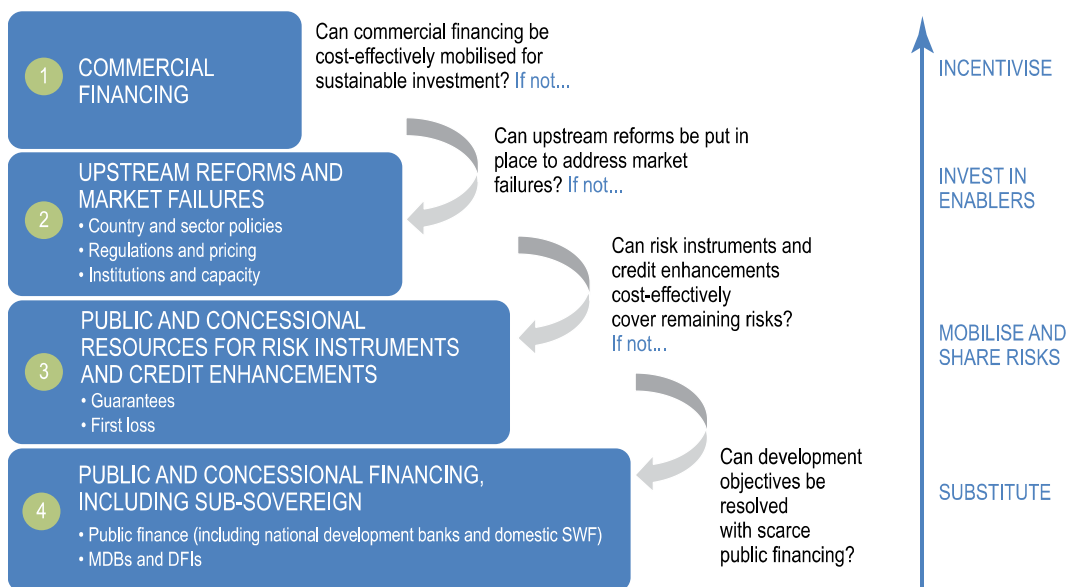 1
COMMERCIAL
FINANCING
Can commercial financing be
cost-effectively mobilised for
sustainable investment? If not...
INCENTIVISE
2
UPSTREAM REFORMS AND
MARKET FAILURES
• Country and sector policies
• Regulations and pricing
• Institutions and capacity
Can upstream reforms be put in
place to address market
failures? If not...
INVEST IN
ENABLERS
3
PUBLIC AND CONCESSIONAL
RESOURCES FOR RISK INSTRUMENTS
AND CREDIT ENHANCEMENTS
• Guarantees
• First loss
Can risk instruments and
credit enhancements
cost-effectively
cover remaining risks?
If not...
MOBILISE AND
SHARE RISKS
4
PUBLIC AND CONCESSIONAL FINANCING,
INCLUDING SUB-SOVEREIGN
• Public finance (including national development banks and domestic SWF)
• MDBs and DFIs
Can development
objectives be
resolved
with scarce
public financing?
SUBSTITUTE